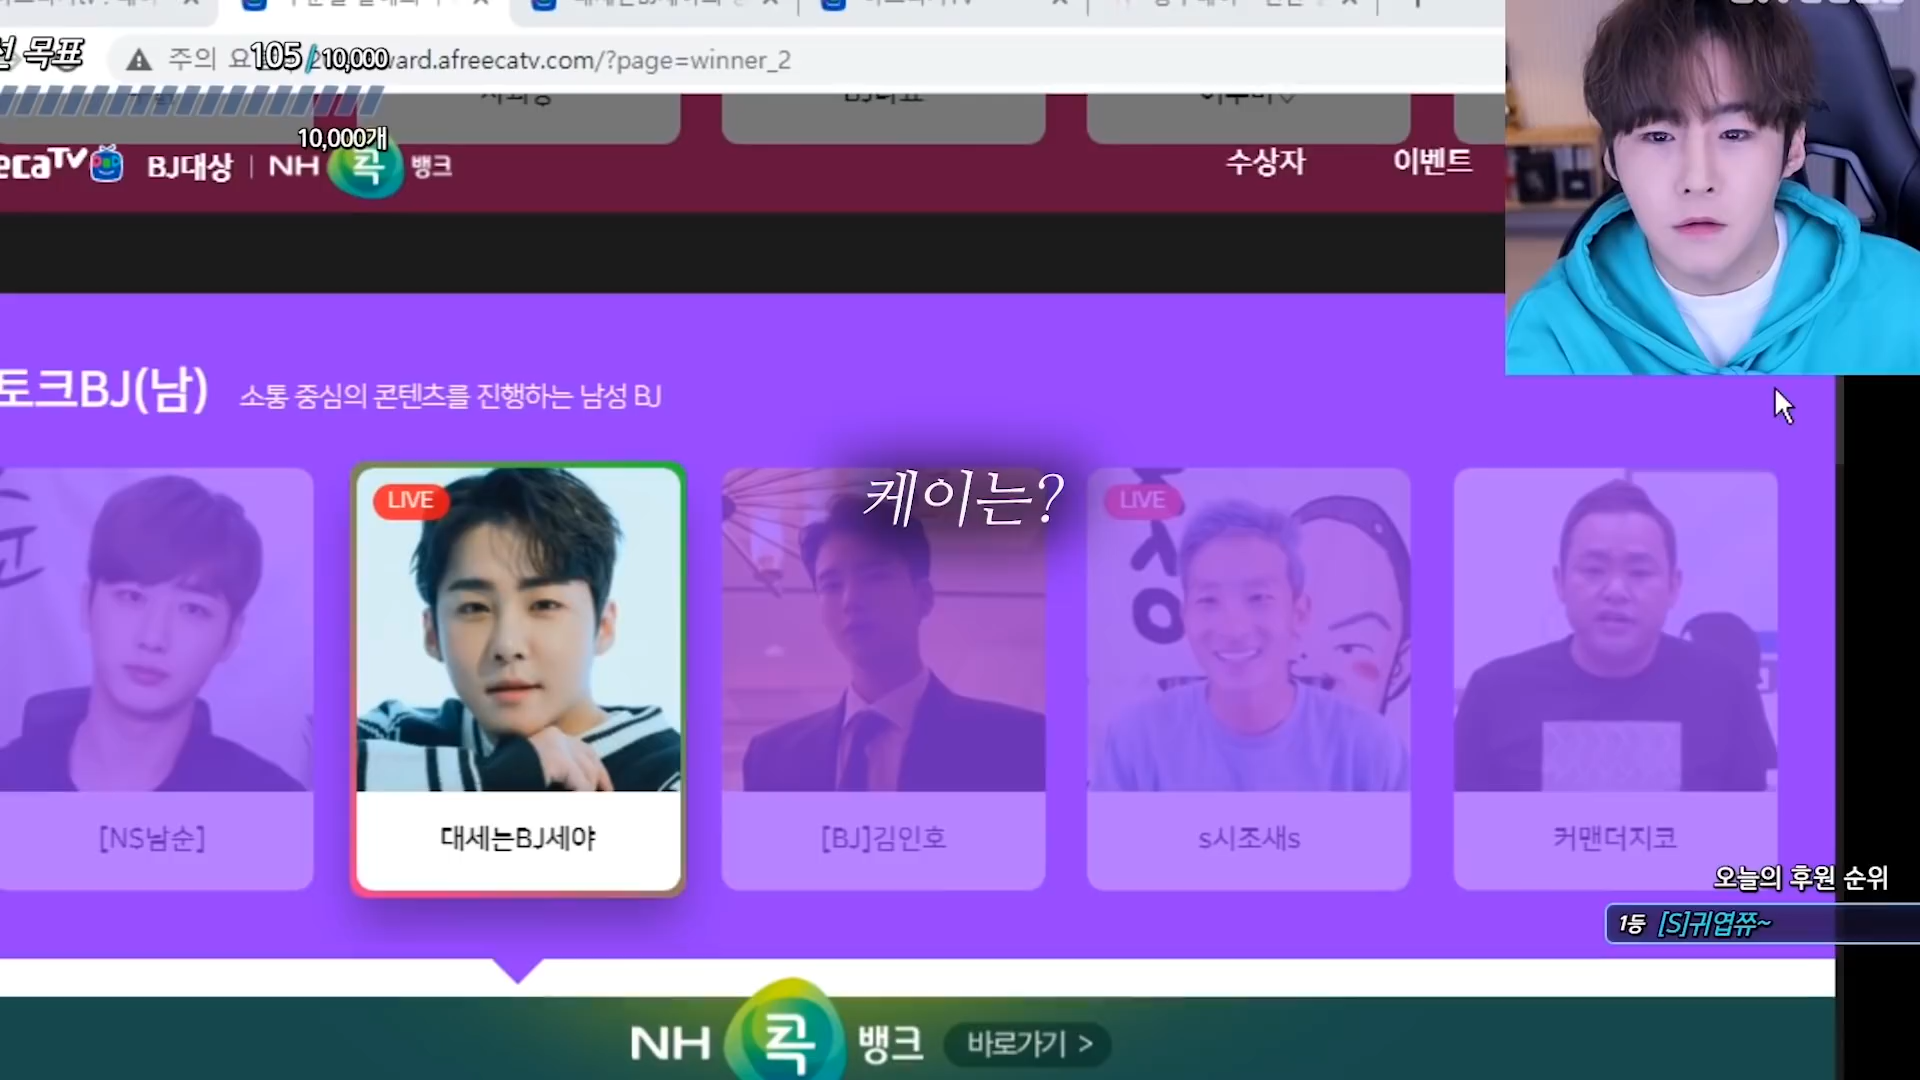 목표
105 / 10,000
주의 요
ward.afreecatv.com/?page=winner_2
10,000개
ecaTV BJ대상 | NH 콕 뱅크
수상자
이벤트
토크BJ(남) 소통 중심의 콘텐츠를 진행하는 남성 BJ
케이는?
LIVE
LIVE
[NS남순]
대세는BJ세야
[BJ]김인호
s시조새s
커맨더지코
오늘의 후원 순위
1등 [S]귀엽쮸~
NH 콕 뱅크 바로가기 >